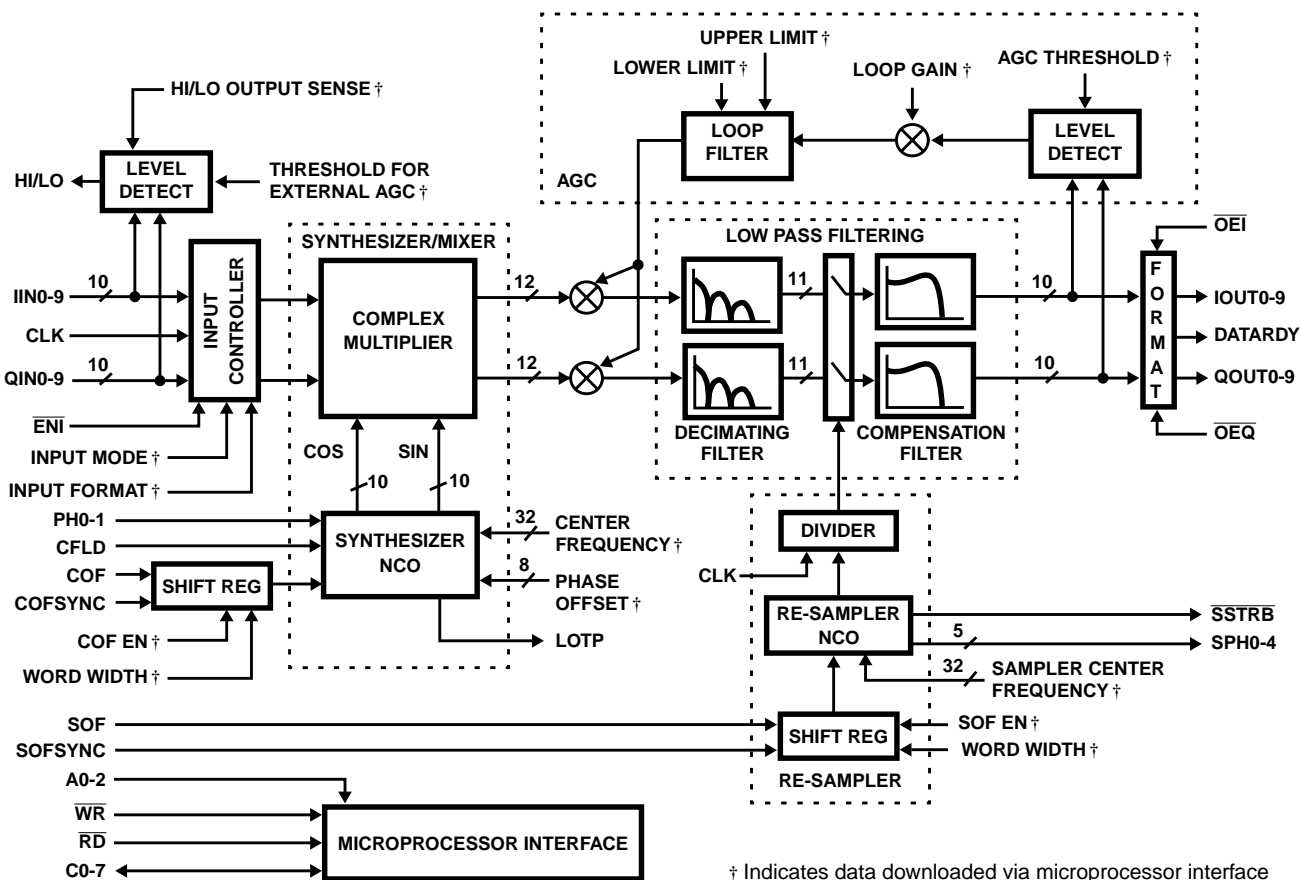 UPPER LIMIT †
LOWER LIMIT †
LOOP GAIN †
AGC THRESHOLD †
HI/LO OUTPUT SENSE †
LOOP
FILTER
LEVEL
DETECT
LEVEL
DETECT
HI/LO
THRESHOLD FOR
EXTERNAL AGC †
AGC
SYNTHESIZER/MIXER
LOW PASS FILTERING
OEI
IIN0-9
10
CLK
QIN0-9
10
INPUT
CONTROLLER
COMPLEX
MULTIPLIER
12
12
11
11
10
10
FORMAT
IOUT0-9
DATARDY
QOUT0-9
ENI
INPUT MODE †
INPUT FORMAT †
COS
SIN
10
10
DECIMATING
FILTER
COMPENSATION
FILTER
OEQ
PH0-1
CFLD
COF
COFSYNC
SHIFT REG
COF EN †
WORD WIDTH †
SYNTHESIZER
NCO
32
CENTER
FREQUENCY †
8
PHASE
OFFSET †
LOTP
DIVIDER
CLK
RE-SAMPLER
NCO
SSTRB
5
SPH0-4
32
SAMPLER CENTER
FREQUENCY †
SOF
SOFSYNC
SHIFT REG
SOF EN †
WORD WIDTH †
RE-SAMPLER
A0-2
WR
RD
C0-7
MICROPROCESSOR INTERFACE
† Indicates data downloaded via microprocessor interface